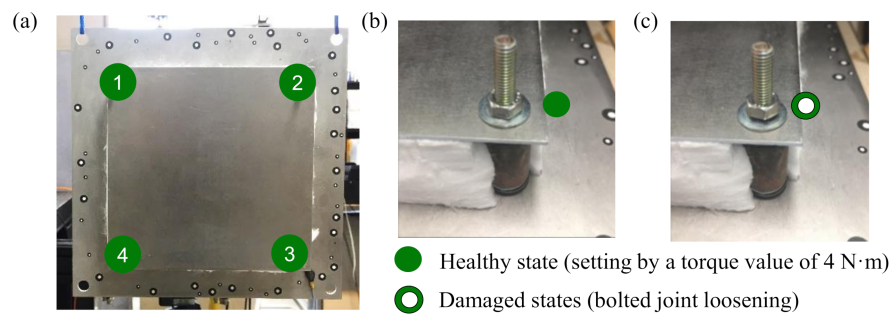 (a)
(b)
(c)
1
2
3
4
Healthy state (setting by a torque value of 4 N·m)
Damaged states (bolted joint loosening)